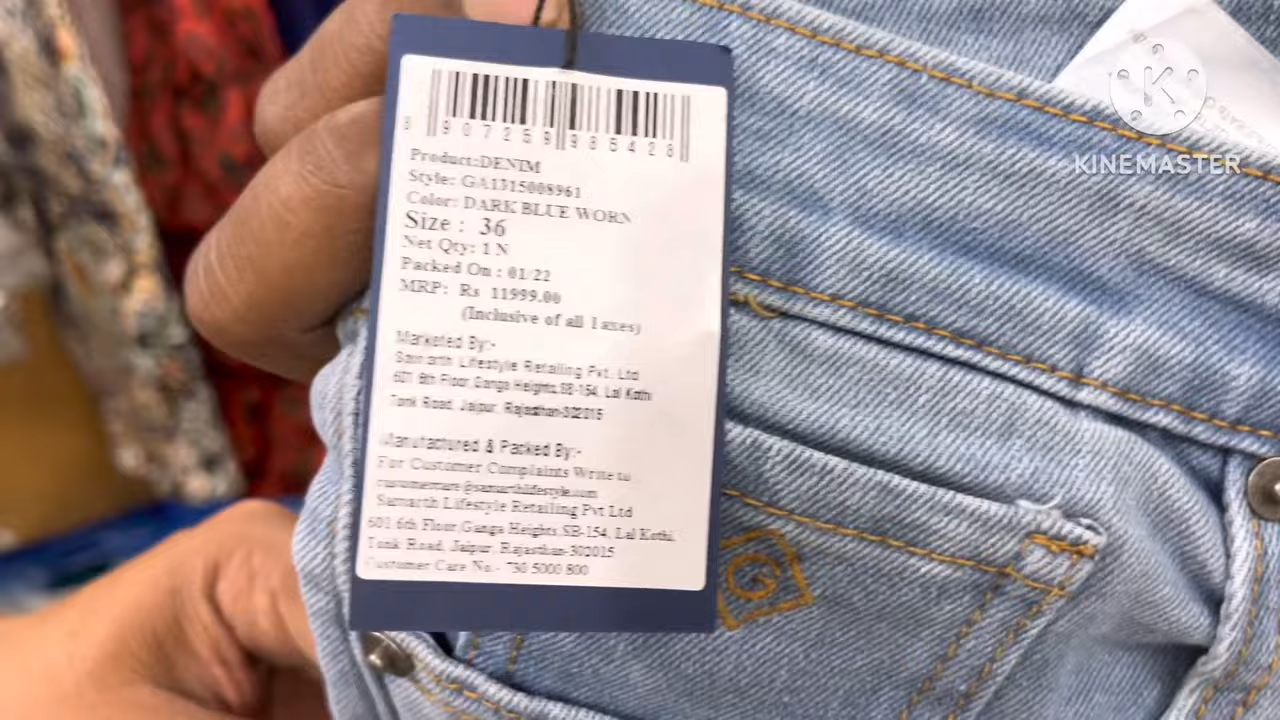 8 907259 985428
Product:DENIM
Style: GA1315008961
Color: DARK BLUE WORN
Size : 36
Net Qty: 1 N
Packed On : 01/22
MRP: Rs 11999.00
(Inclusive of all Taxes)
Marketed By:-
Samarth Lifestyle Retailing Pvt. Ltd
601 6th Floor Ganga Heights SB-154, Lal Kothi
Tonk Road, Jaipur, Rajasthan-302015
Manufactured & Packed By:-
For Customer Complaints Write to
@samarthlifestyle.com
Samarth Lifestyle Retailing Pvt Ltd
601 6th Floor Ganga Heights SB-154, Lal Kothi,
Tonk Road, Jaipur, Rajasthan-302015
Customer Care No.- 730 5000 800
G
K
KINEMASTER